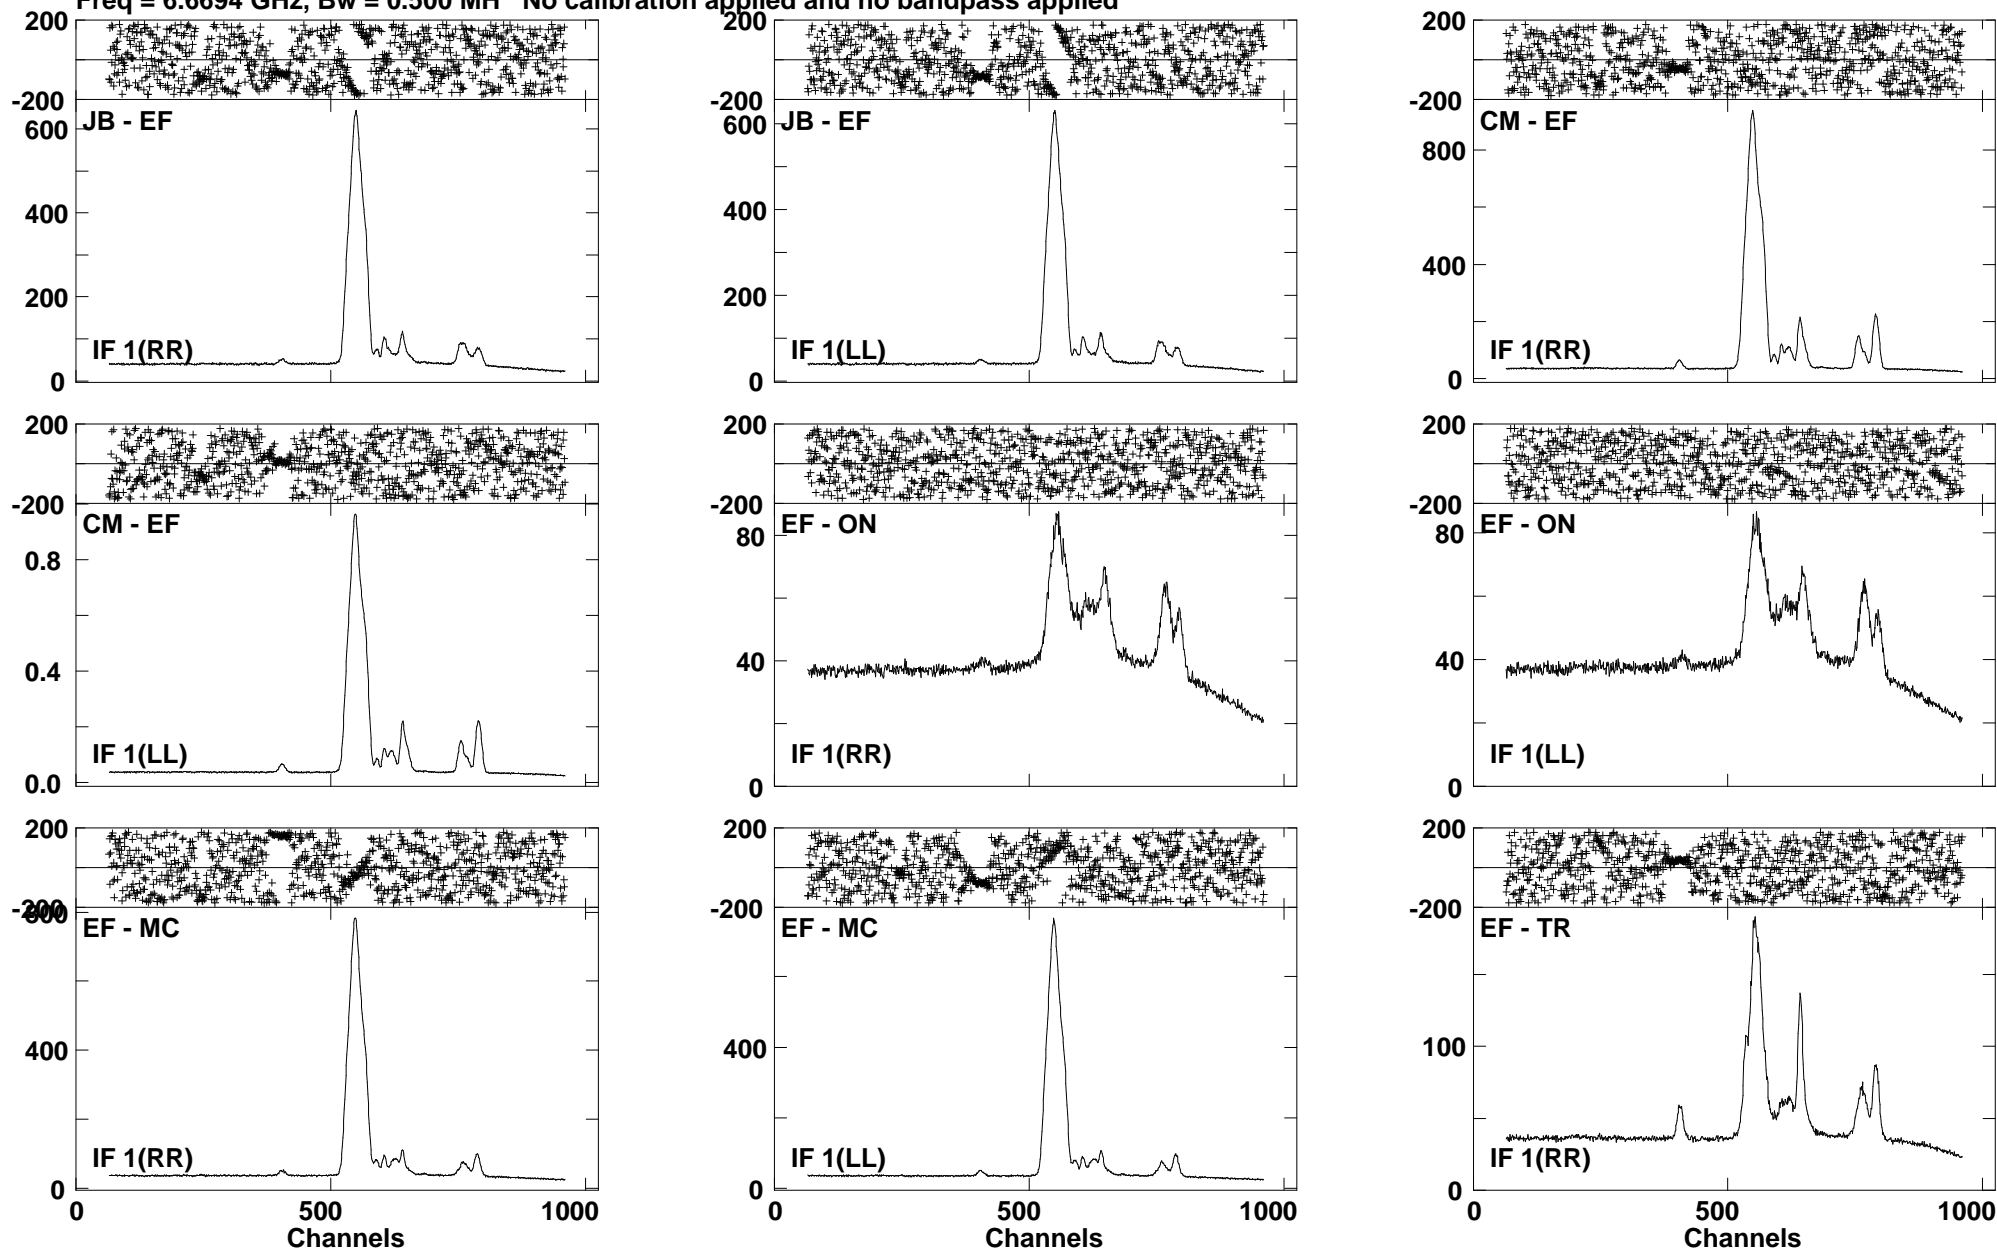 Freq = 6.6694 GHz, Bw = 0.500 MH No calibration applied and no bandpass applied
200
-200
JB - EF
600
400
200
0
IF 1(RR)
200
-200
JB - EF
600
400
200
0
IF 1(LL)
200
-200
CM - EF
800
400
0
IF 1(RR)
200
-200
CM - EF
0.8
0.4
0.0
IF 1(LL)
200
-200
EF - ON
80
40
0
IF 1(RR)
200
-200
EF - ON
80
40
0
IF 1(LL)
200
-200
800
EF - MC
400
0
IF 1(RR)
0 500 1000
Channels
200
-200
EF - MC
400
0
IF 1(LL)
0 500 1000
Channels
200
-200
EF - TR
100
0
IF 1(RR)
0 500 1000
Channels